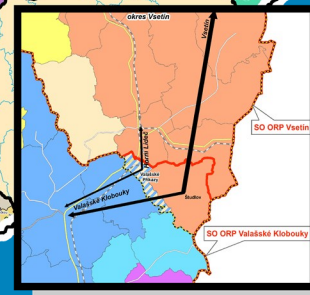 okres Vsetín
Vsetín
SO ORP Vsetín
Horní Lideč
Valašské
Příkazy
Valašské Klobouky
Študlov
SO ORP Valašské Klobouky